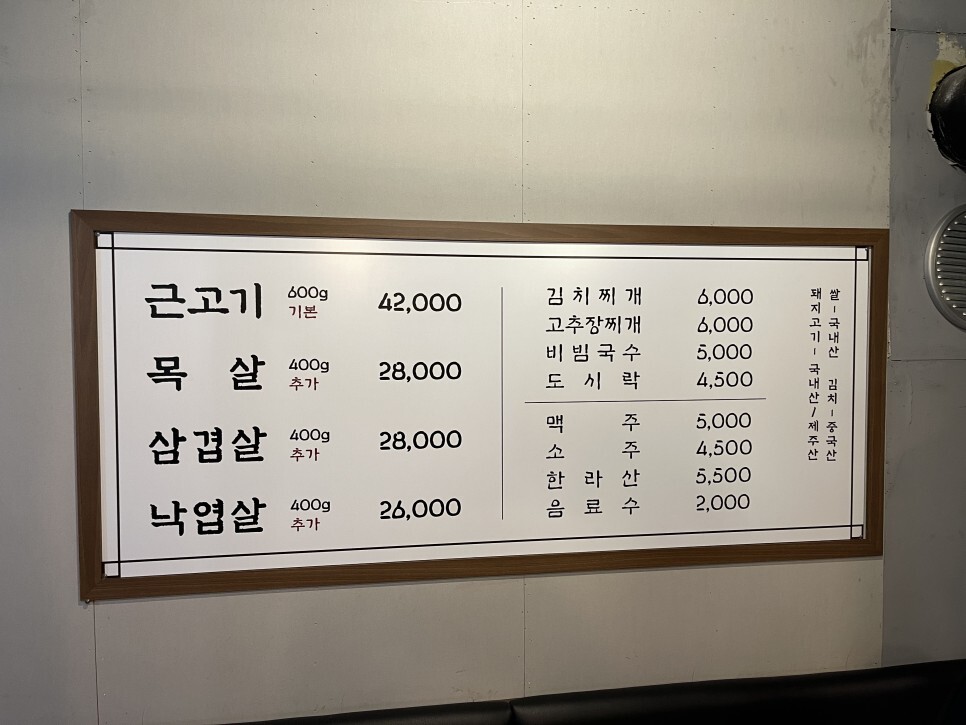 근고기 600g 기본 42,000
목 살 400g 추가 28,000
삼겹살 400g 추가 28,000
낙엽살 400g 추가 26,000
김치찌개 6,000
고추장찌개 6,000
비빔국수 5,000
도시락 4,500
맥주 5,000
소주 4,500
한라산 5,500
음료수 2,000
쌀-국내산 김치-중국산
돼지고기-국내산/제주산